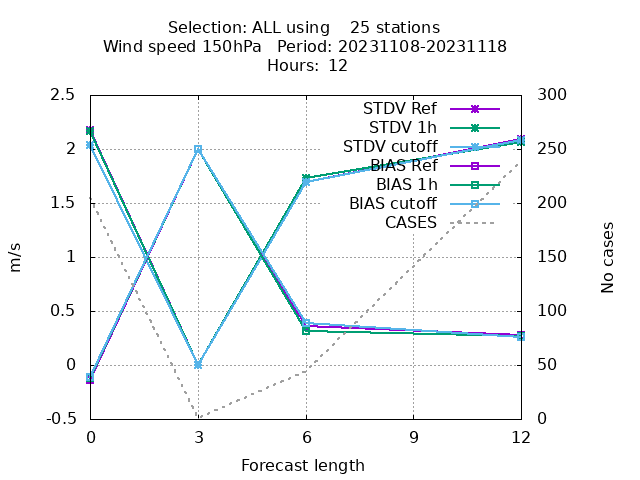 Selection: ALL using    25 stations
Wind speed 150hPa   Period: 20231108-20231118
Hours: 12
2.5
2
1.5
1
0.5
0
-0.5
m/s
300
250
200
150
100
50
0
No cases
STDV Ref
STDV 1h
STDV cutoff
BIAS Ref
BIAS 1h
BIAS cutoff
CASES
0 3 6 9 12
Forecast length